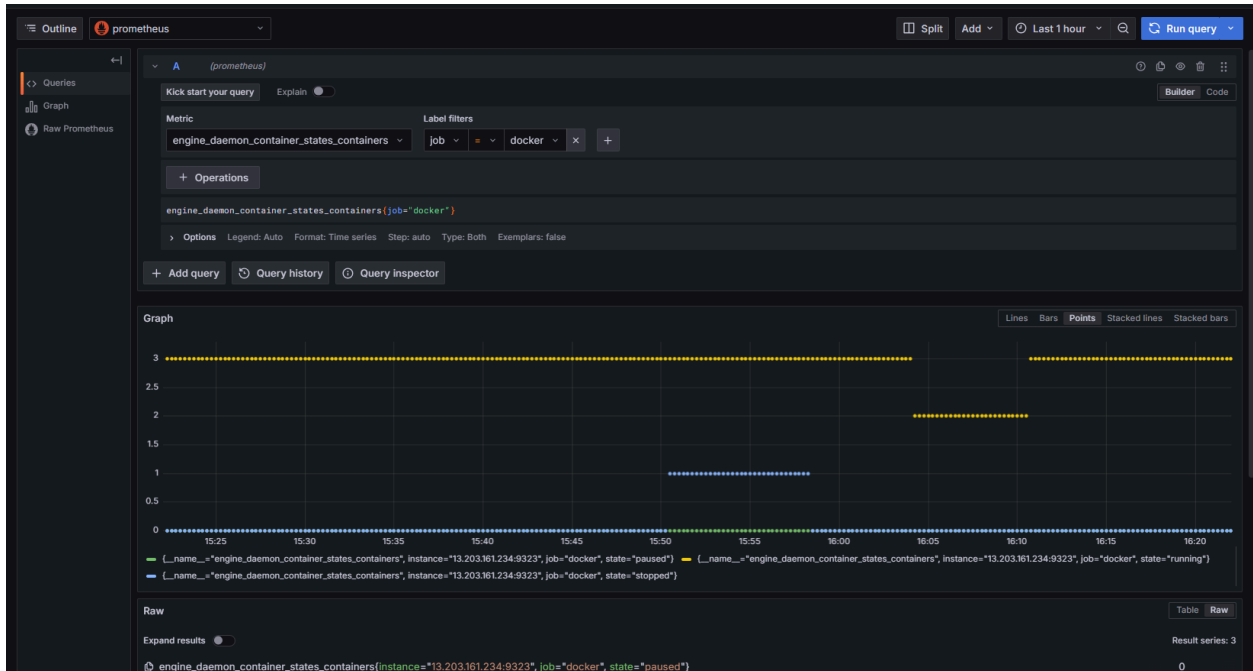 Outline prometheus Split Add Last 1 hour Run query
Queries
Graph
Raw Prometheus
A (prometheus)
Kick start your query Explain Builder Code
Metric Label filters
engine_daemon_container_states_containers job = docker × +
+ Operations
engine_daemon_container_states_containers{job="docker"}
› Options Legend: Auto Format: Time series Step: auto Type: Both Exemplars: false
+ Add query Query history Query inspector
Graph Lines Bars Points Stacked lines Stacked bars
3
2.5
2
1.5
1
0.5
0
15:25 15:30 15:35 15:40 15:45 15:50 15:55 16:00 16:05 16:10 16:15 16:20
{__name__="engine_daemon_container_states_containers", instance="13.203.161.234:9323", job="docker", state="paused"} {__name__="engine_daemon_container_states_containers", instance="13.203.161.234:9323", job="docker", state="running"}
{__name__="engine_daemon_container_states_containers", instance="13.203.161.234:9323", job="docker", state="stopped"}
Raw Table Raw
Expand results Result series: 3
engine_daemon_container_states_containers{instance="13.203.161.234:9323", job="docker", state="paused"} 0